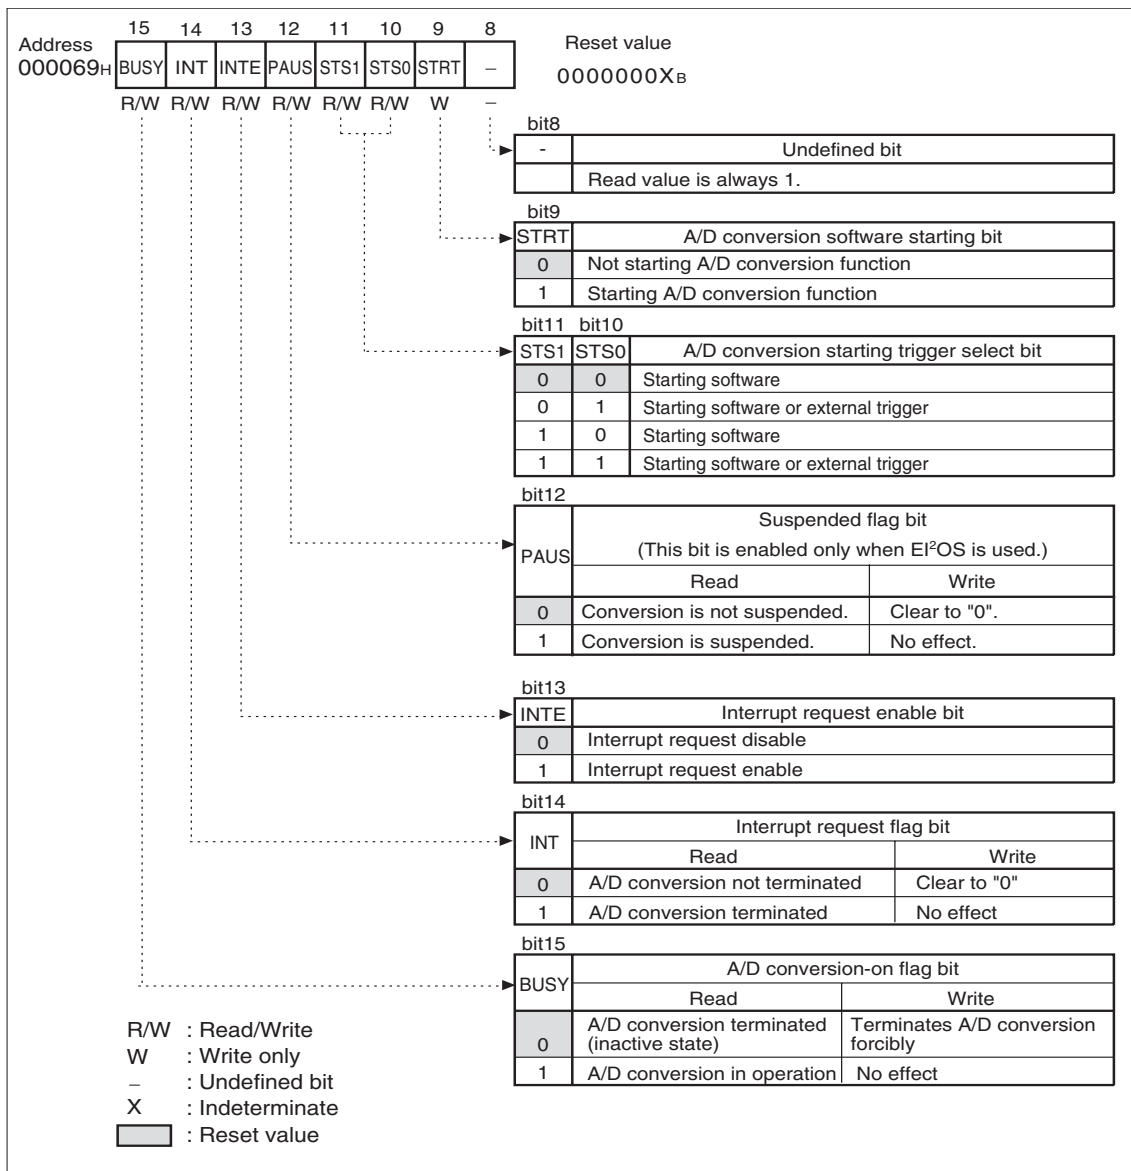 15 14 13 12 11 10 9 8
Address
Reset value
000069H BUSY INT INTE PAUS STS1 STS0 STRT –
0000000XB
R/W R/W R/W R/W R/W R/W W –
bit8
- Undefined bit
Read value is always 1.
bit9
STRT A/D conversion software starting bit
0 Not starting A/D conversion function
1 Starting A/D conversion function
bit11 bit10
STS1 STS0 A/D conversion starting trigger select bit
0 0 Starting software
0 1 Starting software or external trigger
1 0 Starting software
1 1 Starting software or external trigger
bit12
PAUS
Suspended flag bit
(This bit is enabled only when EI²OS is used.)
Read Write
0 Conversion is not suspended. Clear to "0".
1 Conversion is suspended. No effect.
bit13
INTE Interrupt request enable bit
0 Interrupt request disable
1 Interrupt request enable
bit14
INT
Interrupt request flag bit
Read Write
0 A/D conversion not terminated Clear to "0"
1 A/D conversion terminated No effect
bit15
BUSY
A/D conversion-on flag bit
Read Write
0 A/D conversion terminated (inactive state) Terminates A/D conversion forcibly
1 A/D conversion in operation No effect
R/W : Read/Write
W : Write only
– : Undefined bit
X : Indeterminate
: Reset value